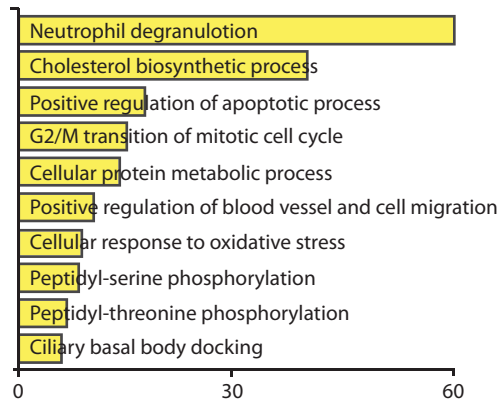 Neutrophil degranulotion
Cholesterol biosynthetic process
Positive regulation of apoptotic process
G2/M transition of mitotic cell cycle
Cellular protein metabolic process
Positive regulation of blood vessel and cell migration
Cellular response to oxidative stress
Peptidyl-serine phosphorylation
Peptidyl-threonine phosphorylation
Ciliary basal body docking
0 30 60